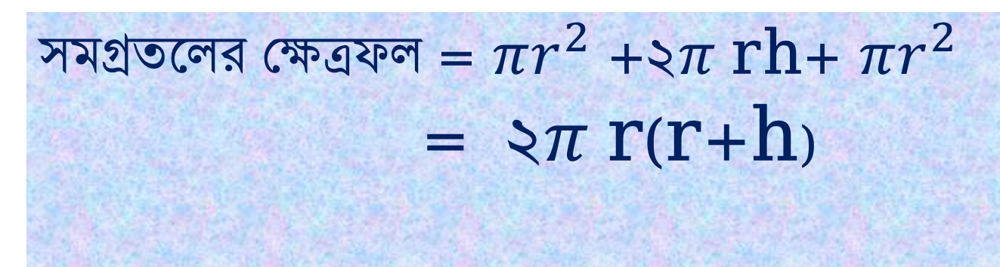 সমগ্রতলের ক্ষেত্রফল = 𝜋𝑟² +২𝜋 rh+ 𝜋𝑟²
= ২𝜋 r(r+h)